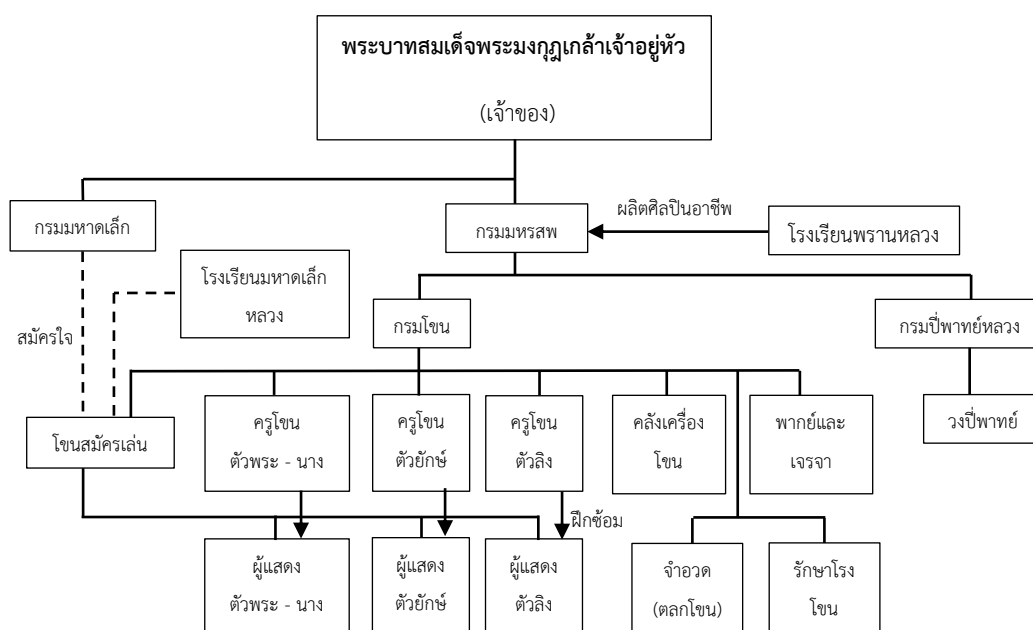 พระบาทสมเด็จพระมงกุฎเกล้าเจ้าอยู่หัว
(เจ้าของ)
กรมมหาดเล็ก
กรมมหรสพ
ผลิตศิลปินอาชีพ
โรงเรียนพรานหลวง
โรงเรียนมหาดเล็ก
หลวง
สมัครใจ
กรมโขน
กรมปี่พาทย์หลวง
โขนสมัครเล่น
ครูโขน
ตัวพระ - นาง
ครูโขน
ตัวยักษ์
ครูโขน
ตัวลิง
คลังเครื่อง
โขน
พากย์และ
เจรจา
วงปี่พาทย์
ฝึกซ้อม
ผู้แสดง
ตัวพระ - นาง
ผู้แสดง
ตัวยักษ์
ผู้แสดง
ตัวลิง
จำอวด
(ตลกโขน)
รักษาโรง
โขน